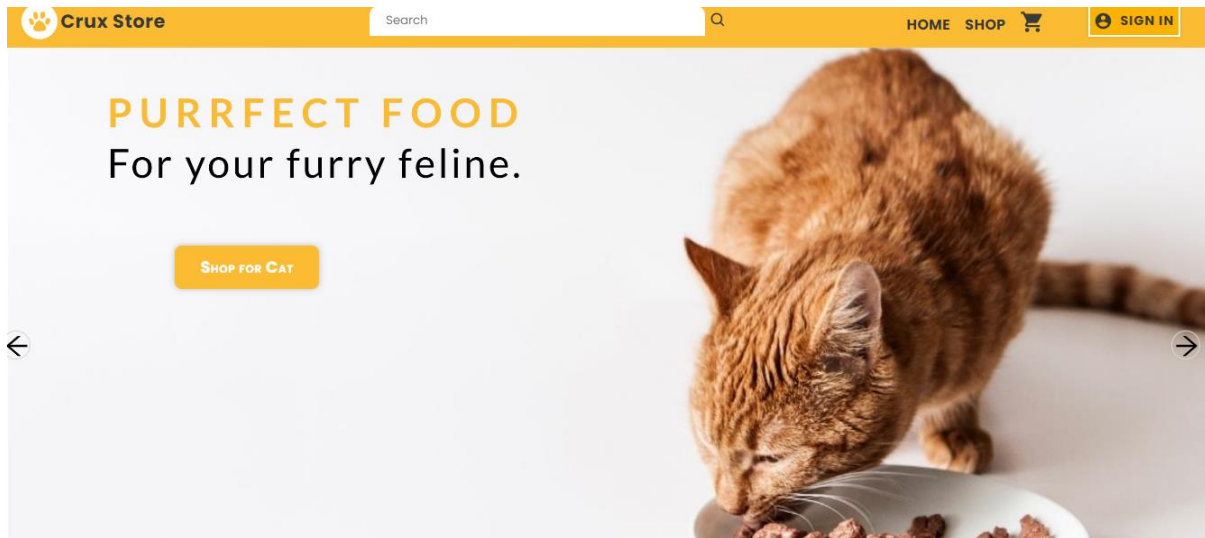 Crux Store
Search
HOME SHOP
SIGN IN
PURRFECT FOOD
For your furry feline.
Shop for Cat